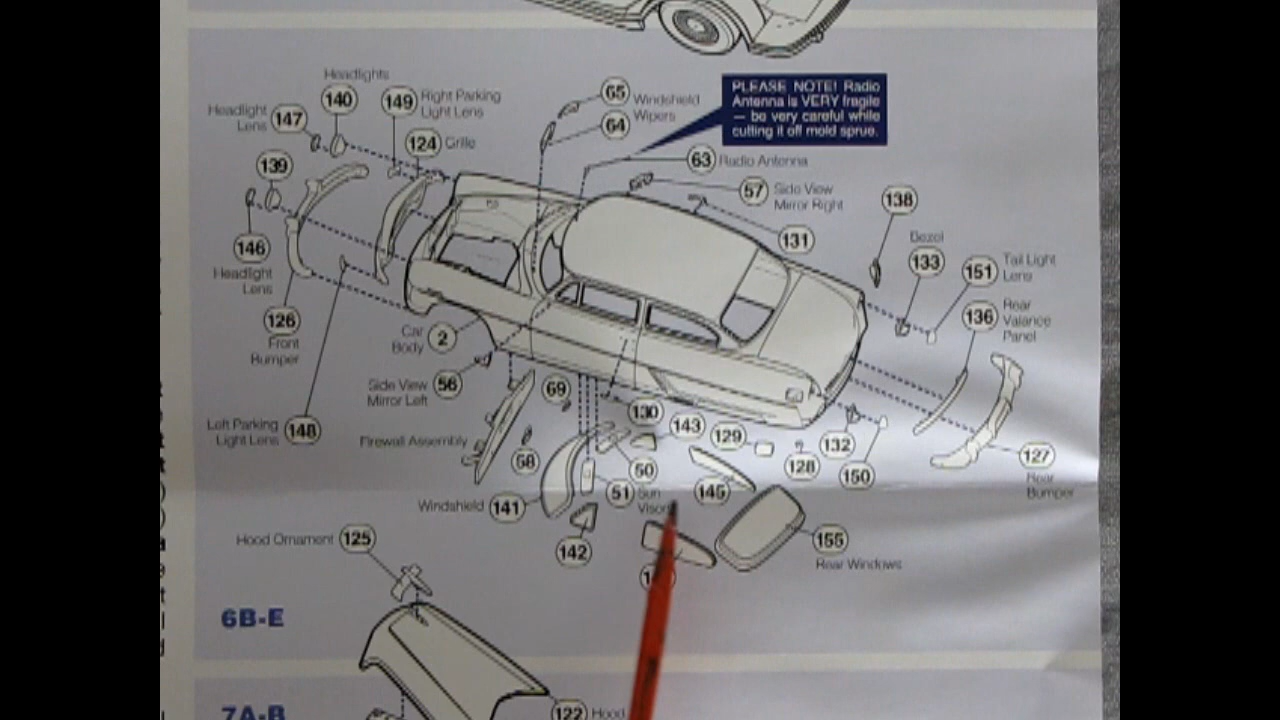 Headlights
65
140
149
Right Parking
Light Lens
Windshield
Wipers
PLEASE NOTE! Radio
Antenna is VERY fragile
— be very careful while
cutting it off mold sprue.
Headlight
Lens
147
64
124
Grille
139
63
Radio Antenna
57
Side View
Mirror Right
138
146
131
Bezel
133
151
Tail Light
Lens
Headlight
Lens
126
Front
Bumper
Car
Body
2
136
Rear
Valance
Panel
Side View
Mirror Left
56
69
130
143
129
Left Parking
Light Lens
148
Firewall Assembly
58
50
128
132
150
127
Rear
Bumper
Windshield
141
51
Sun
145
142
155
Rear Windows
Hood Ornament
125
6B-E
7A-B
122
Hood